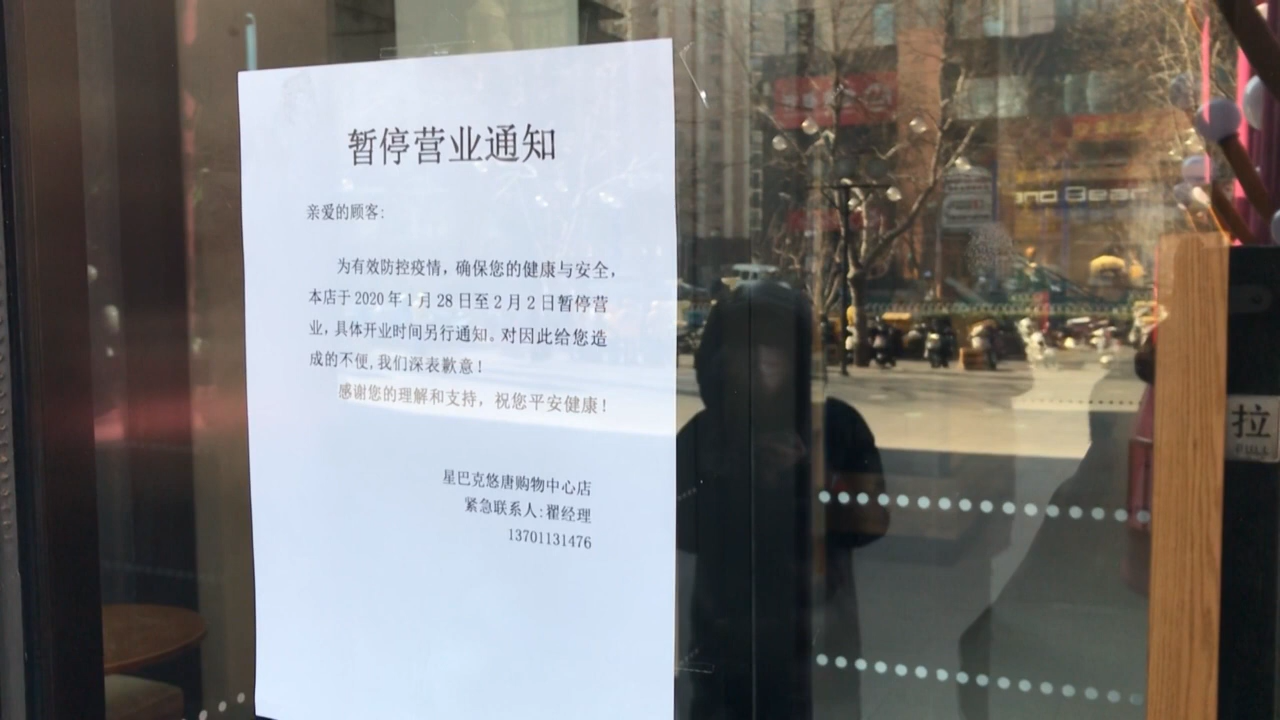 暂停营业通知
亲爱的顾客:
为有效防控疫情，确保您的健康与安全，
本店于2020年1月28日至2月2日暂停营
业，具体开业时间另行通知。对因此给您造
成的不便,我们深表歉意！
感谢您的理解和支持，祝您平安健康！
星巴克悠唐购物中心店
紧急联系人:翟经理
13701131476
拉
PULL